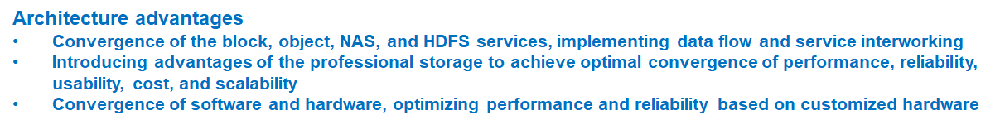 Architecture advantages
• Convergence of the block, object, NAS, and HDFS services, implementing data flow and service interworking
• Introducing advantages of the professional storage to achieve optimal convergence of performance, reliability,
usability, cost, and scalability
• Convergence of software and hardware, optimizing performance and reliability based on customized hardware